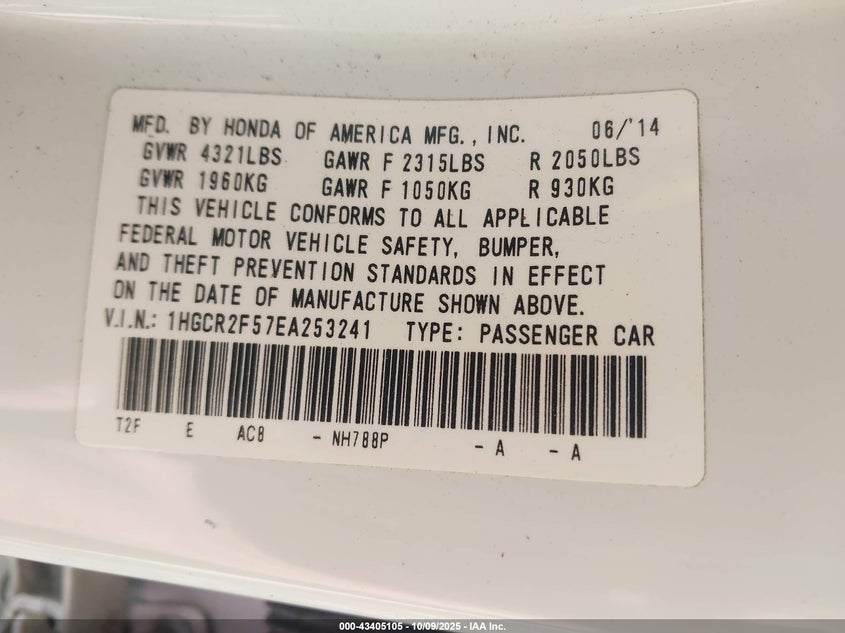 MFD. BY HONDA OF AMERICA MFG., INC. 06/'14
GVWR 4321LBS GAWR F 2315LBS R 2050LBS
GVWR 1960KG GAWR F 1050KG R 930KG
THIS VEHICLE CONFORMS TO ALL APPLICABLE
FEDERAL MOTOR VEHICLE SAFETY, BUMPER,
AND THEFT PREVENTION STANDARDS IN EFFECT
ON THE DATE OF MANUFACTURE SHOWN ABOVE.
V.I.N.: 1HGCR2F57EA253241 TYPE: PASSENGER CAR
T2F E AC8 - NH788P - A - A
000-43405105 - 10/09/2025 - IAA Inc.